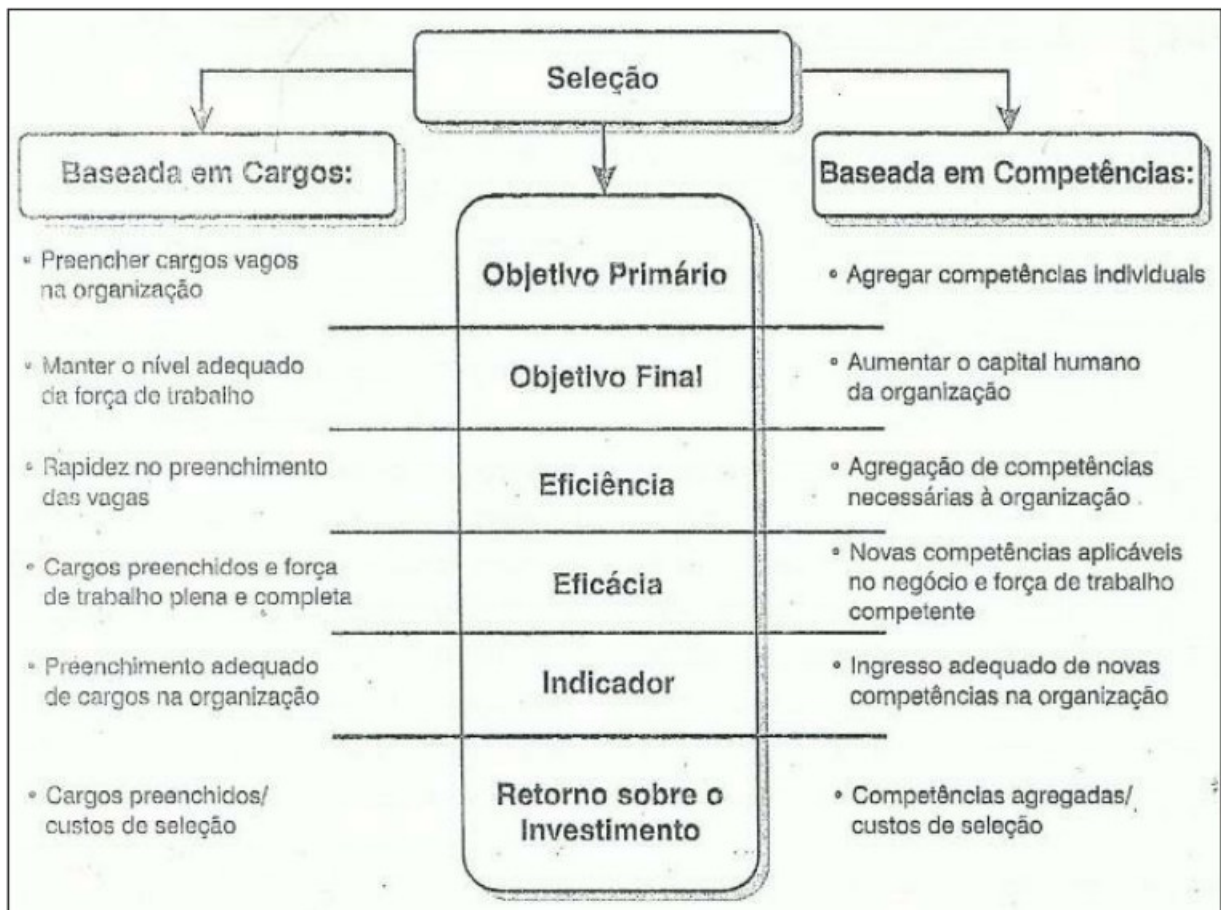 Seleção
Baseada em Cargos:
Baseada em Competências:
• Preencher cargos vagos
na organização
Objetivo Primário
• Agregar competências individuais
• Manter o nível adequado
da força de trabalho
Objetivo Final
• Aumentar o capital humano
da organização
• Rapidez no preenchimento
das vagas
Eficiência
• Agregação de competências
necessárias à organização
• Cargos preenchidos e força
de trabalho plena e completa
Eficácia
• Novas competências aplicáveis
no negócio e força de trabalho
competente
• Preenchimento adequado
de cargos na organização
Indicador
• Ingresso adequado de novas
competências na organização
• Cargos preenchidos/
custos de seleção
Retorno sobre o
Investimento
• Competências agregadas/
custos de seleção